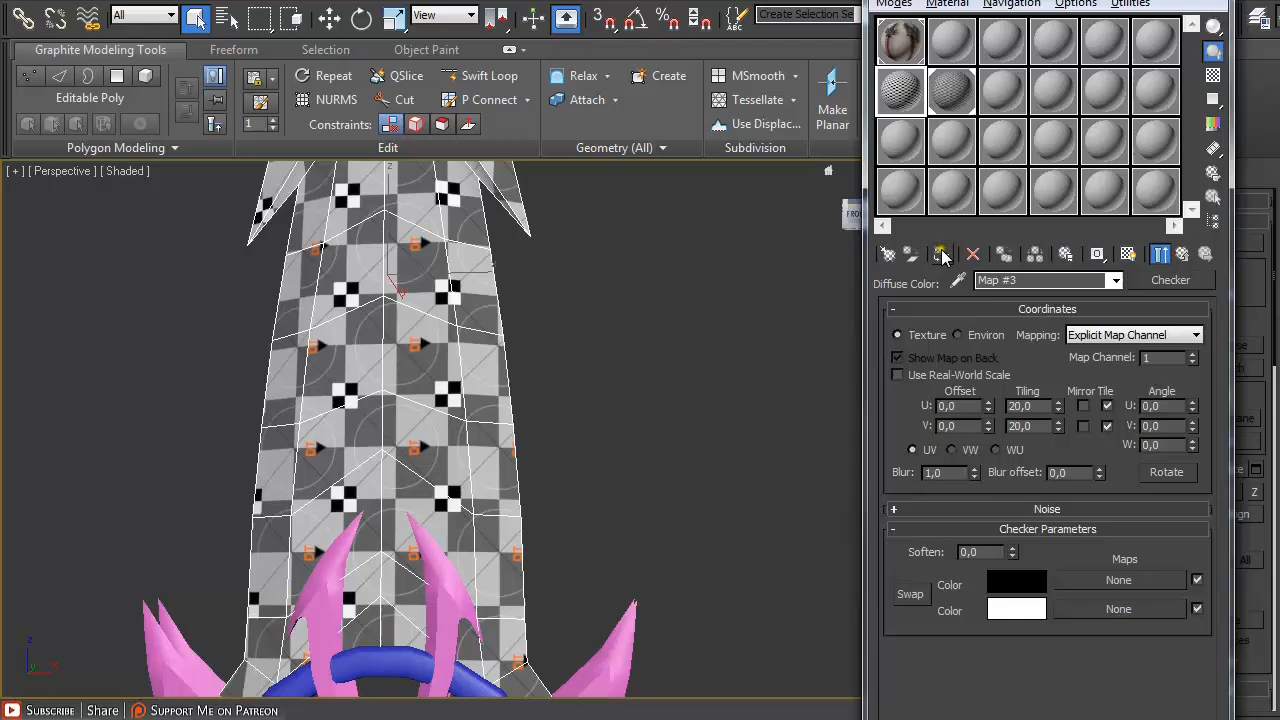 All
View
3
%
ABC
Create Selection Se
Modes Material Navigation Options Utilities
Graphite Modeling Tools Freeform Selection Object Paint
Editable Poly
Polygon Modeling
1
Repeat QSlice Swift Loop
NURMS Cut P Connect
Constraints:
Edit
Relax Create
Attach
Geometry (All)
MSmooth
Tessellate
Use Displac...
Subdivision
Make
Planar
[ + ] [ Perspective ] [ Shaded ]
FRO
z
x
y
Diffuse Color: Map #3 Checker
- Coordinates
Texture Environ Mapping: Explicit Map Channel
Show Map on Back Map Channel: 1
Use Real-World Scale
Offset Tiling Mirror Tile Angle
U: 0,0 20,0 U: 0,0
V: 0,0 20,0 V: 0,0
W: 0,0
UV VW WU
Blur: 1,0 Blur offset: 0,0 Rotate
+ Noise
- Checker Parameters
Soften: 0,0 Maps
Swap
Color None
Color None
Z
Subscribe Share Support Me on Patreon